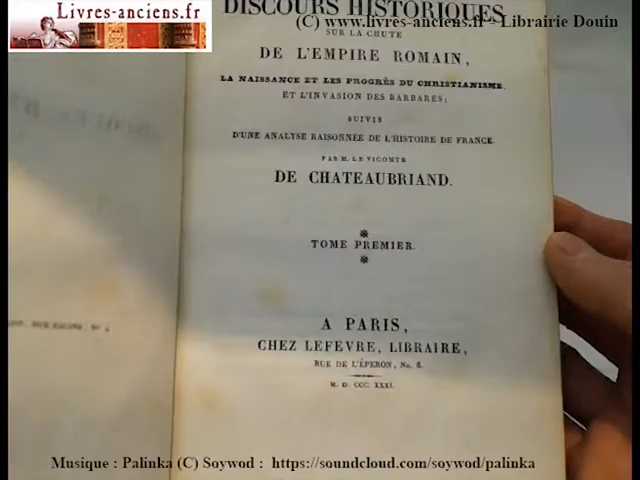 Livres-anciens.fr
(C) www.livres-anciens.fr - Librairie Douin
DISCOURS HISTORIQUES
SUR LA CHUTE
DE L'EMPIRE ROMAIN,
LA NAISSANCE ET LES PROGRÈS DU CHRISTIANISME,
ET L'INVASION DES BARBARES;
SUIVIS
D'UNE ANALYSE RAISONNÉE DE L'HISTOIRE DE FRANCE.
PAR M. LE VICOMTE
DE CHATEAUBRIAND.
TOME PREMIER.
A PARIS,
CHEZ LEFEVRE, LIBRAIRE,
RUE DE L'ÉPERON, No. 6.
M. D. CCC. XXXI.
Musique : Palinka (C) Soywod : https://soundcloud.com/soywod/palinka